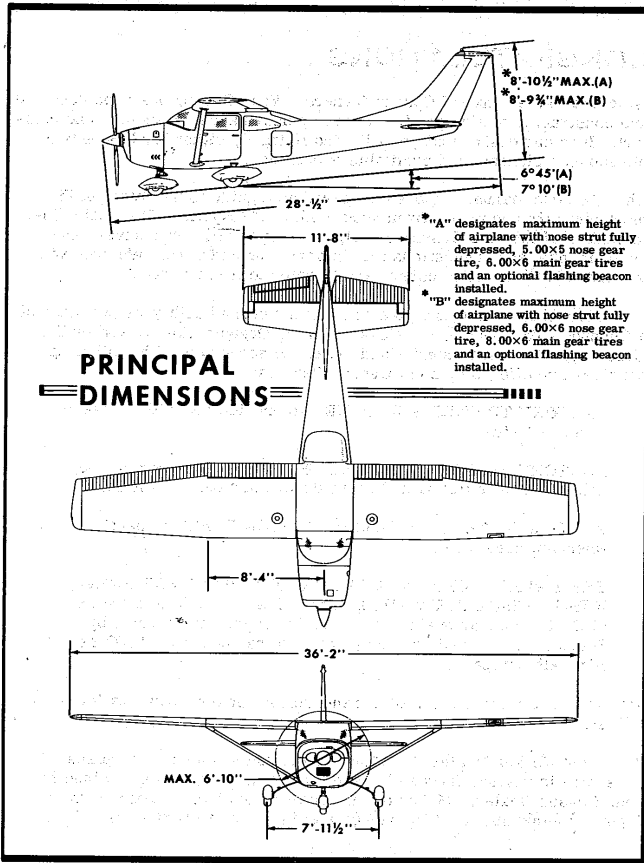 *8'-10½" MAX.(A)
*8'-9¾" MAX.(B)
6°45'(A)
7°10'(B)
28'-½"
11'-8"
*"A" designates maximum height
of airplane with nose strut fully
depressed, 5.00×5 nose gear
tire, 6.00×6 main gear tires
and an optional flashing beacon
installed.
*"B" designates maximum height
of airplane with nose strut fully
depressed, 6.00×6 nose gear
tire, 8.00×6 main gear tires
and an optional flashing beacon
installed.
PRINCIPAL
DIMENSIONS
8'-4"
36'-2"
MAX. 6'-10"
7'-11½"